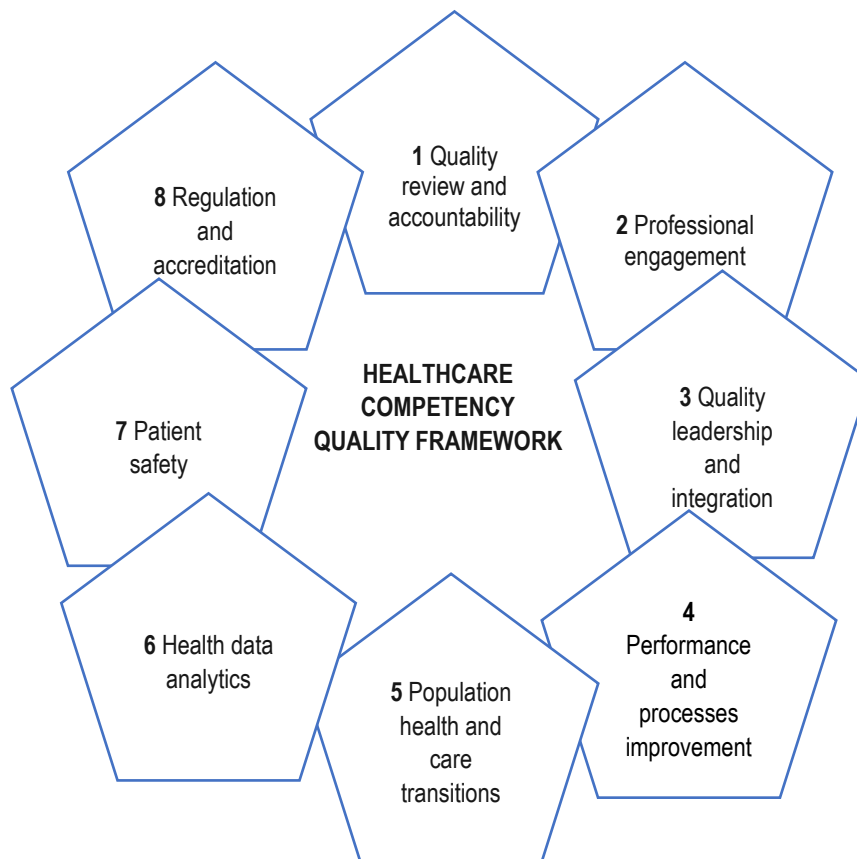 1 Quality
review and
accountability
2 Professional
engagement
3 Quality
leadership
and
integration
4
Performance
and
processes
improvement
5 Population
health and
care
transitions
6 Health data
analytics
7 Patient
safety
8 Regulation
and
accreditation
HEALTHCARE
COMPETENCY
QUALITY FRAMEWORK